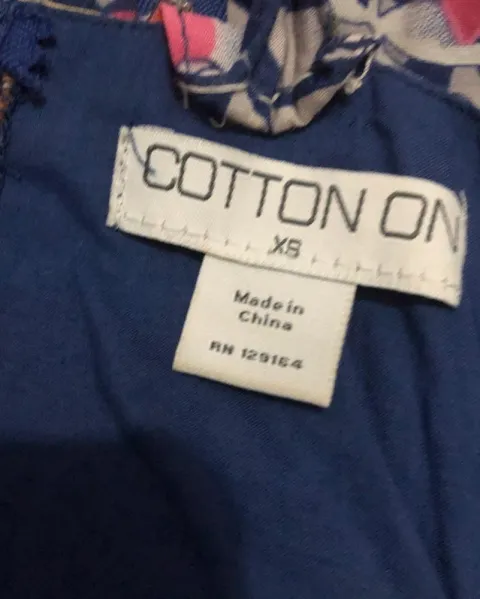 COTTON ON
XS
Made in
China
RN 129164